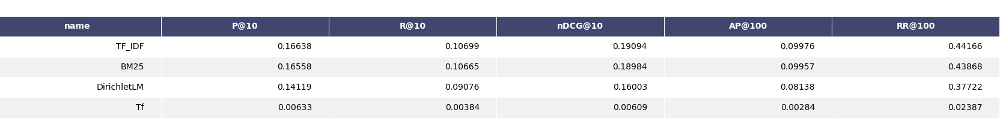 name P@10 R@10 nDCG@10 AP@100 RR@100
TF_IDF 0.16638 0.10699 0.19094 0.09976 0.44166
BM25 0.16558 0.10665 0.18984 0.09957 0.43868
DirichletLM 0.14119 0.09076 0.16003 0.08138 0.37722
Tf 0.00633 0.00384 0.00609 0.00284 0.02387